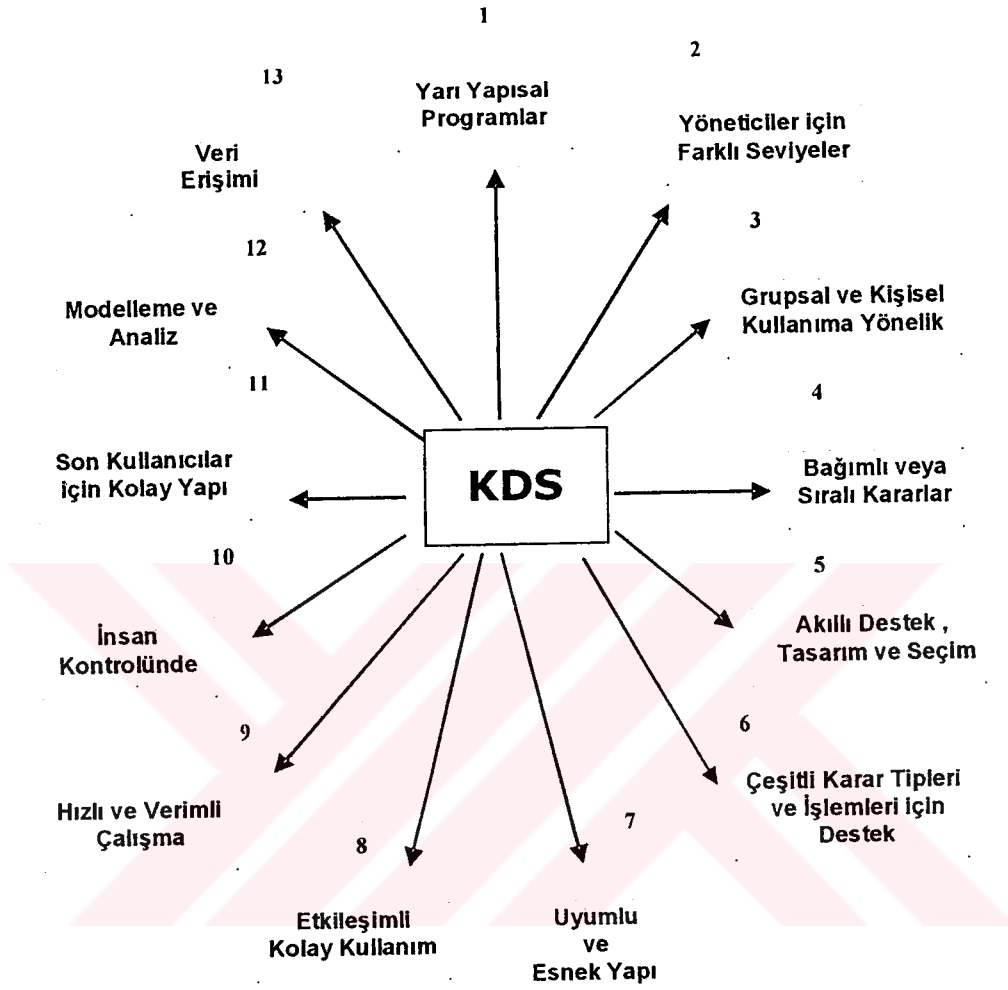 1
Yarı Yapısal
Programlar
2
Yöneticiler için
Farklı Seviyeler
3
Grupsal ve Kişisel
Kullanıma Yönelik
4
Bağımlı veya
Sıralı Kararlar
5
Akıllı Destek ,
Tasarım ve Seçim
6
Çeşitli Karar Tipleri
ve İşlemleri için
Destek
7
Uyumlu
ve
Esnek Yapı
8
Etkileşimli
Kolay Kullanım
9
Hızlı ve Verimli
Çalışma
10
İnsan
Kontrolünde
11
Son Kullanıcılar
için Kolay Yapı
12
Modelleme ve
Analiz
13
Veri
Erişimi
KDS